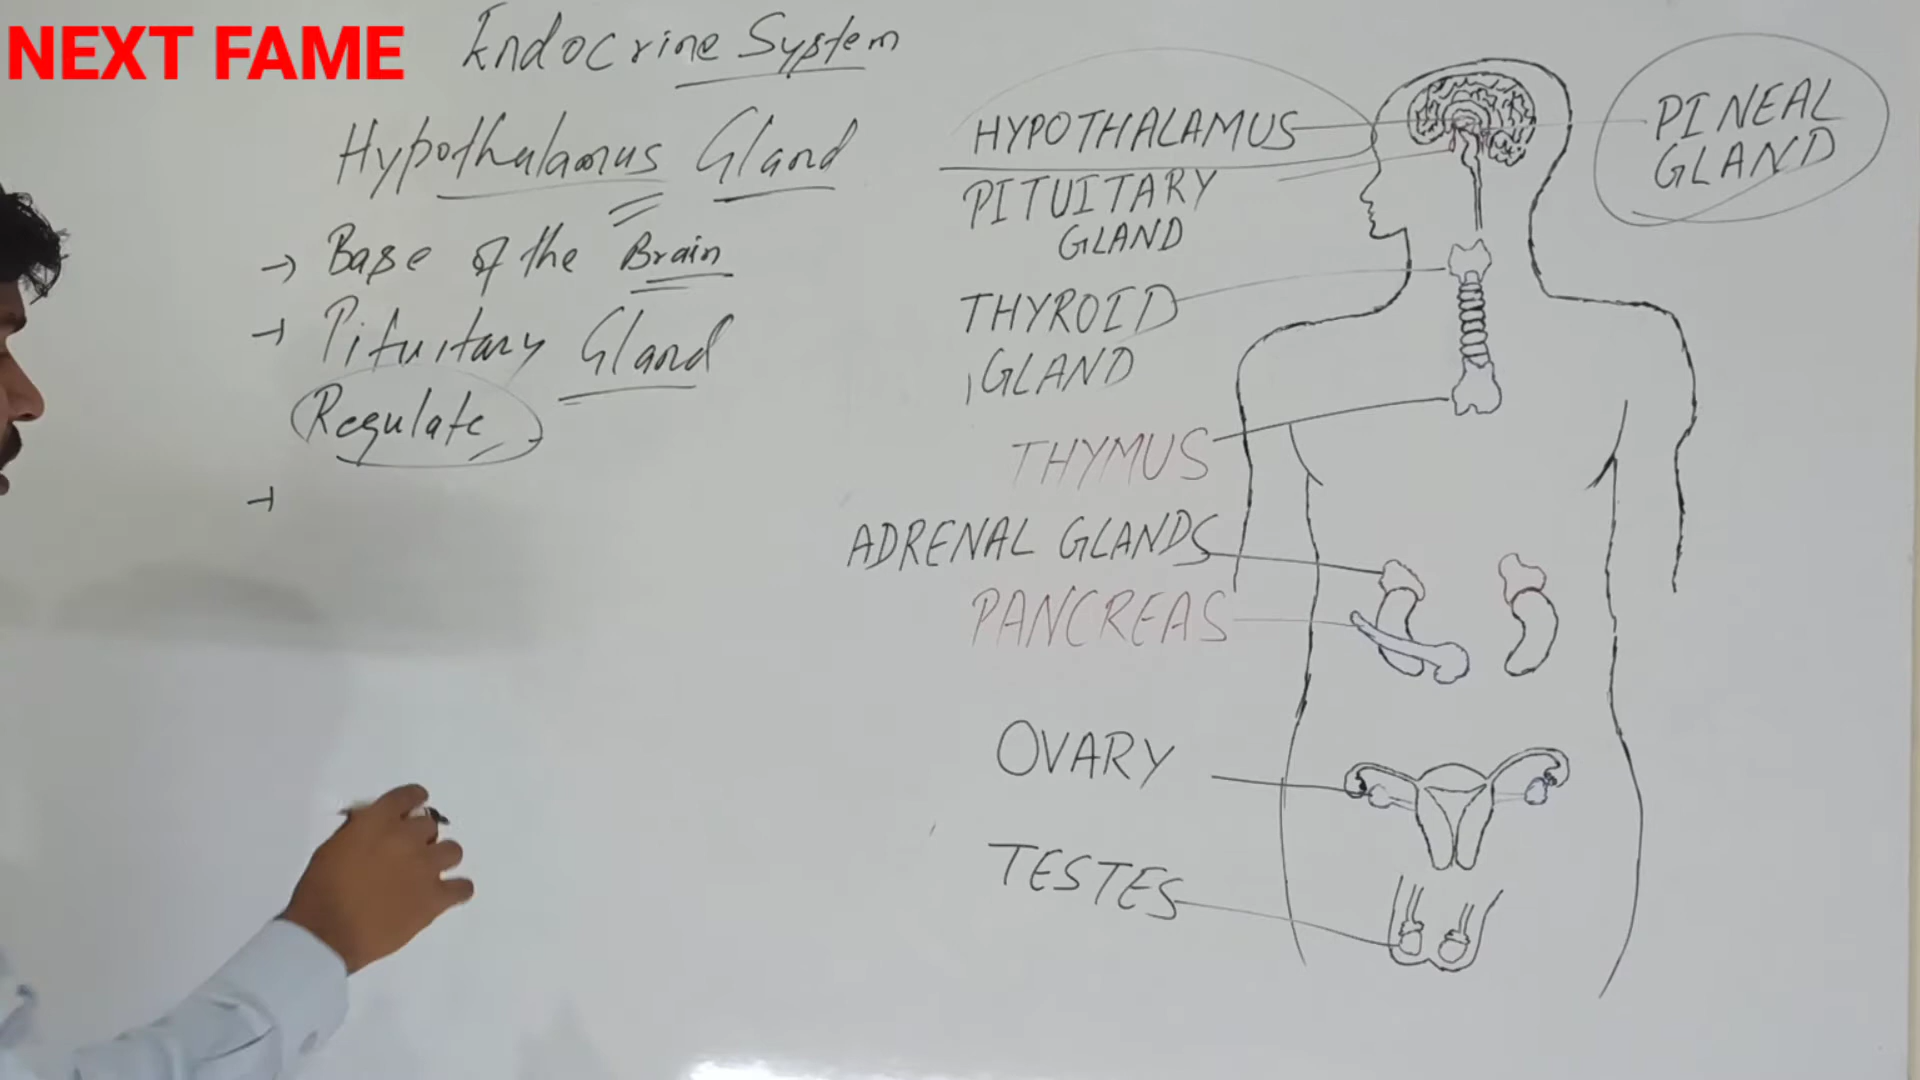 NEXT FAME
Endocrine System
Hypothalamus Gland
→ Base of the Brain
→ Pituitary Gland
Regulate
→
HYPOTHALAMUS
PITUITARY
GLAND
THYROID
GLAND
THYMUS
ADRENAL GLANDS
PANCREAS
OVARY
TESTES
PINEAL
GLAND